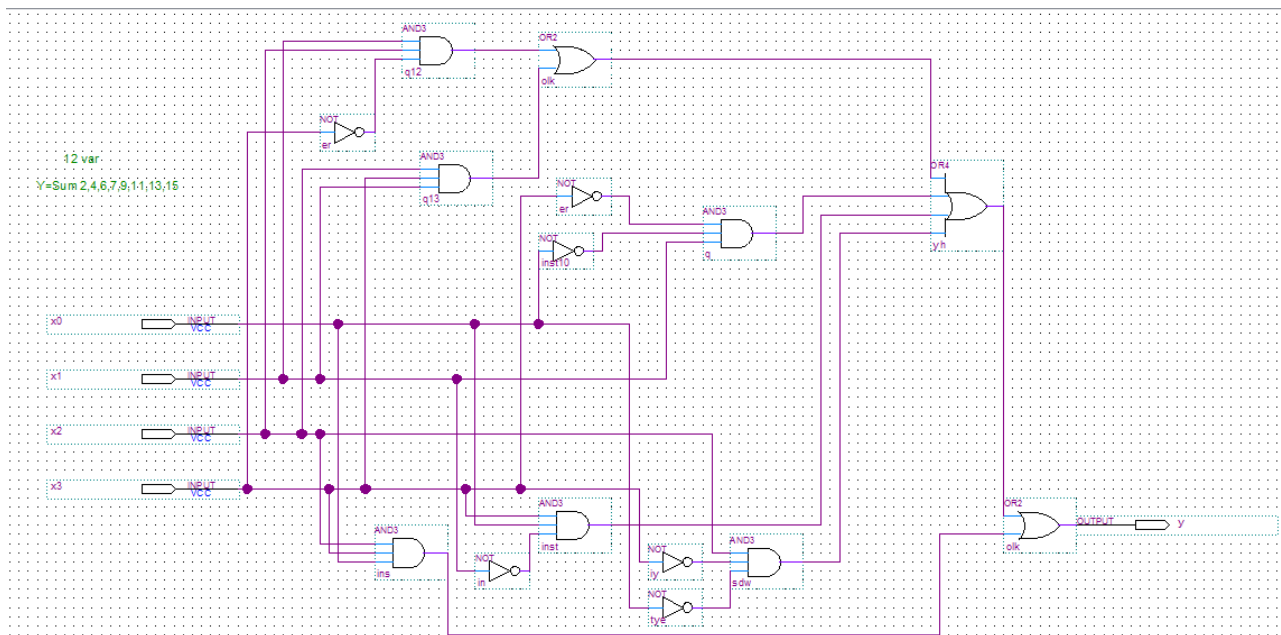 AND3
OR2
q12
olk
NOT
er
12 var
AND3
Y=Sum 2,4,6,7,9,11,13,15
OR4
NOT
q13
er
AND3
NOT
inst10
q
yh
x0
INPUT
VCC
x1
INPUT
VCC
x2
INPUT
VCC
x3
INPUT
VCC
AND3
OR2
OUTPUT
y
AND3
inst
AND3
NOT
NOT
olk
ins
in
iy
sdw
NOT
tye